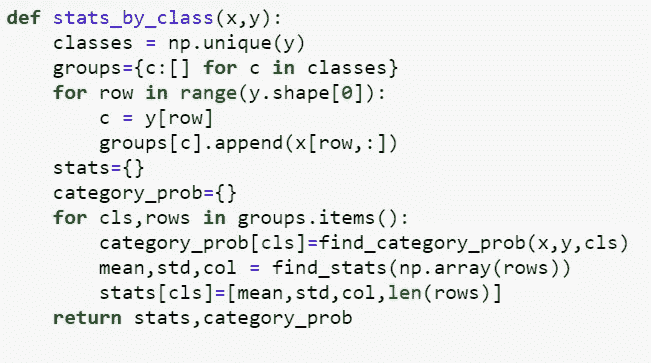 def stats_by_class(x,y):
    classes = np.unique(y)
    groups={c:[] for c in classes}
    for row in range(y.shape[0]):
        c = y[row]
        groups[c].append(x[row,:])
    stats={}
    category_prob={}
    for cls,rows in groups.items():
        category_prob[cls]=find_category_prob(x,y,cls)
        mean,std,col = find_stats(np.array(rows))
        stats[cls]=[mean,std,col,len(rows)]
    return stats,category_prob